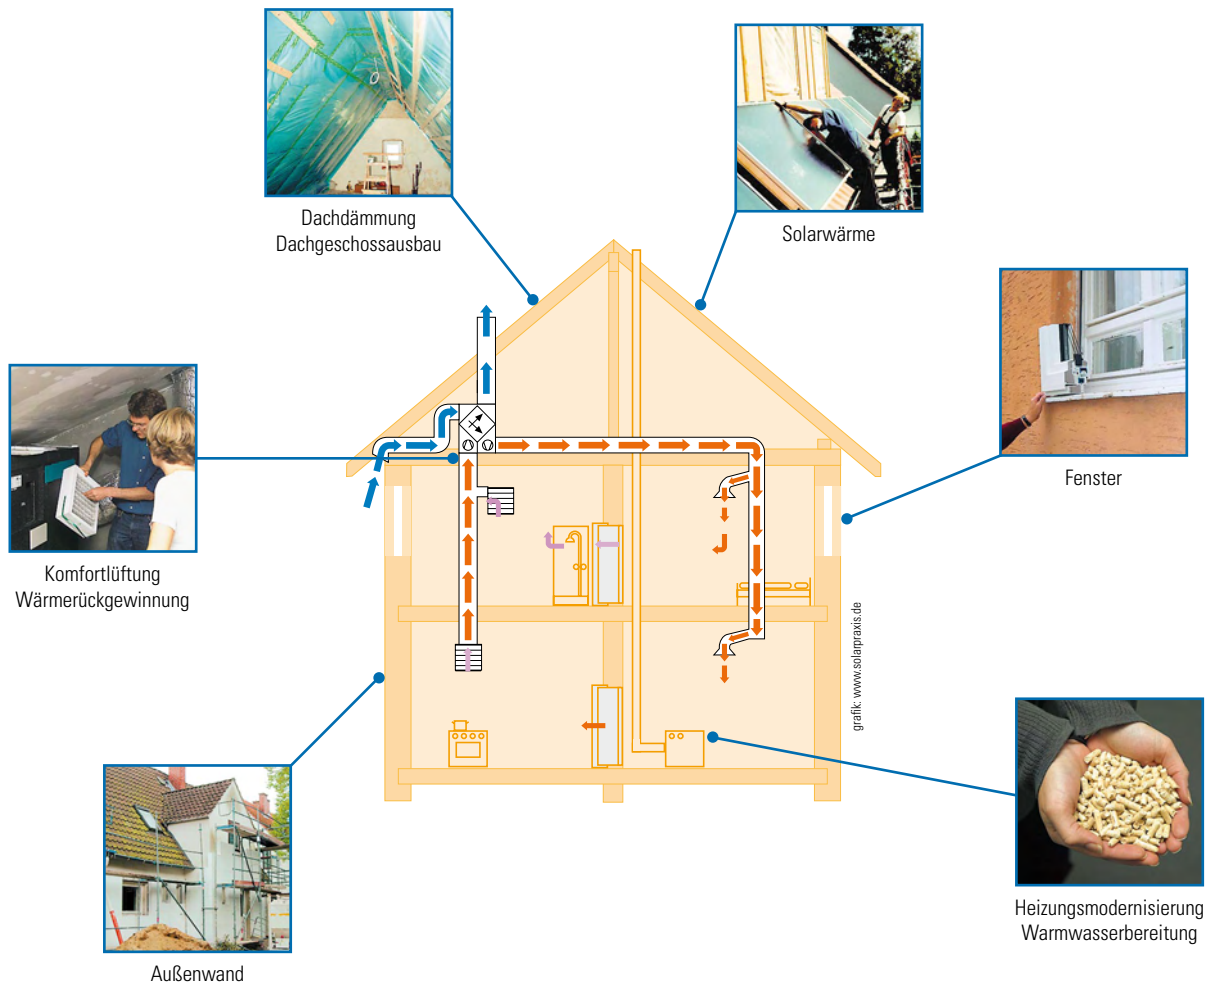 Dachdämmung
Dachgeschossausbau
Solarwärme
Fenster
Komfortlüftung
Wärmerückgewinnung
grafik: www.solarpraxis.de
Heizungsmodernisierung
Warmwasserbereitung
Außenwand